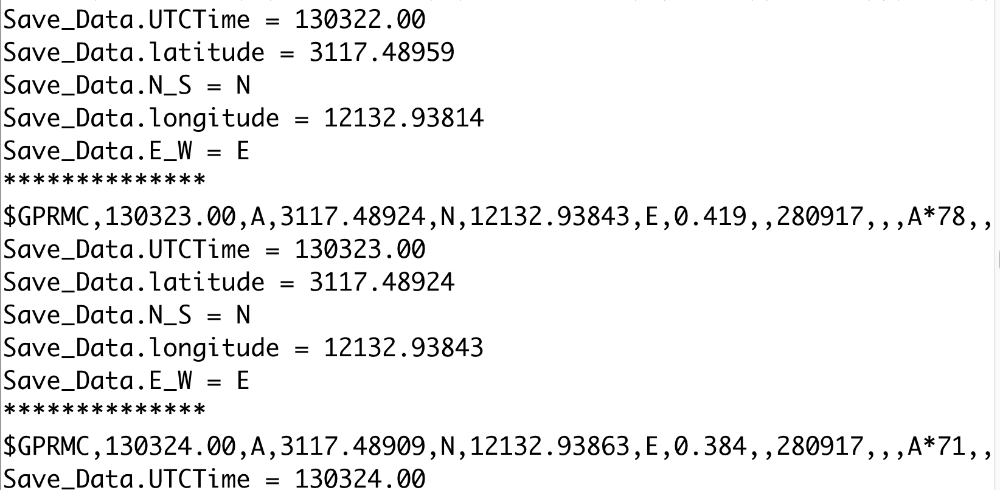 Save_Data.UTCTime = 130322.00
Save_Data.latitude = 3117.48959
Save_Data.N_S = N
Save_Data.longitude = 12132.93814
Save_Data.E_W = E
**************
$GPRMC,130323.00,A,3117.48924,N,12132.93843,E,0.419,,280917,,,A*78,,
Save_Data.UTCTime = 130323.00
Save_Data.latitude = 3117.48924
Save_Data.N_S = N
Save_Data.longitude = 12132.93843
Save_Data.E_W = E
**************
$GPRMC,130324.00,A,3117.48909,N,12132.93863,E,0.384,,280917,,,A*71,,
Save_Data.UTCTime = 130324.00